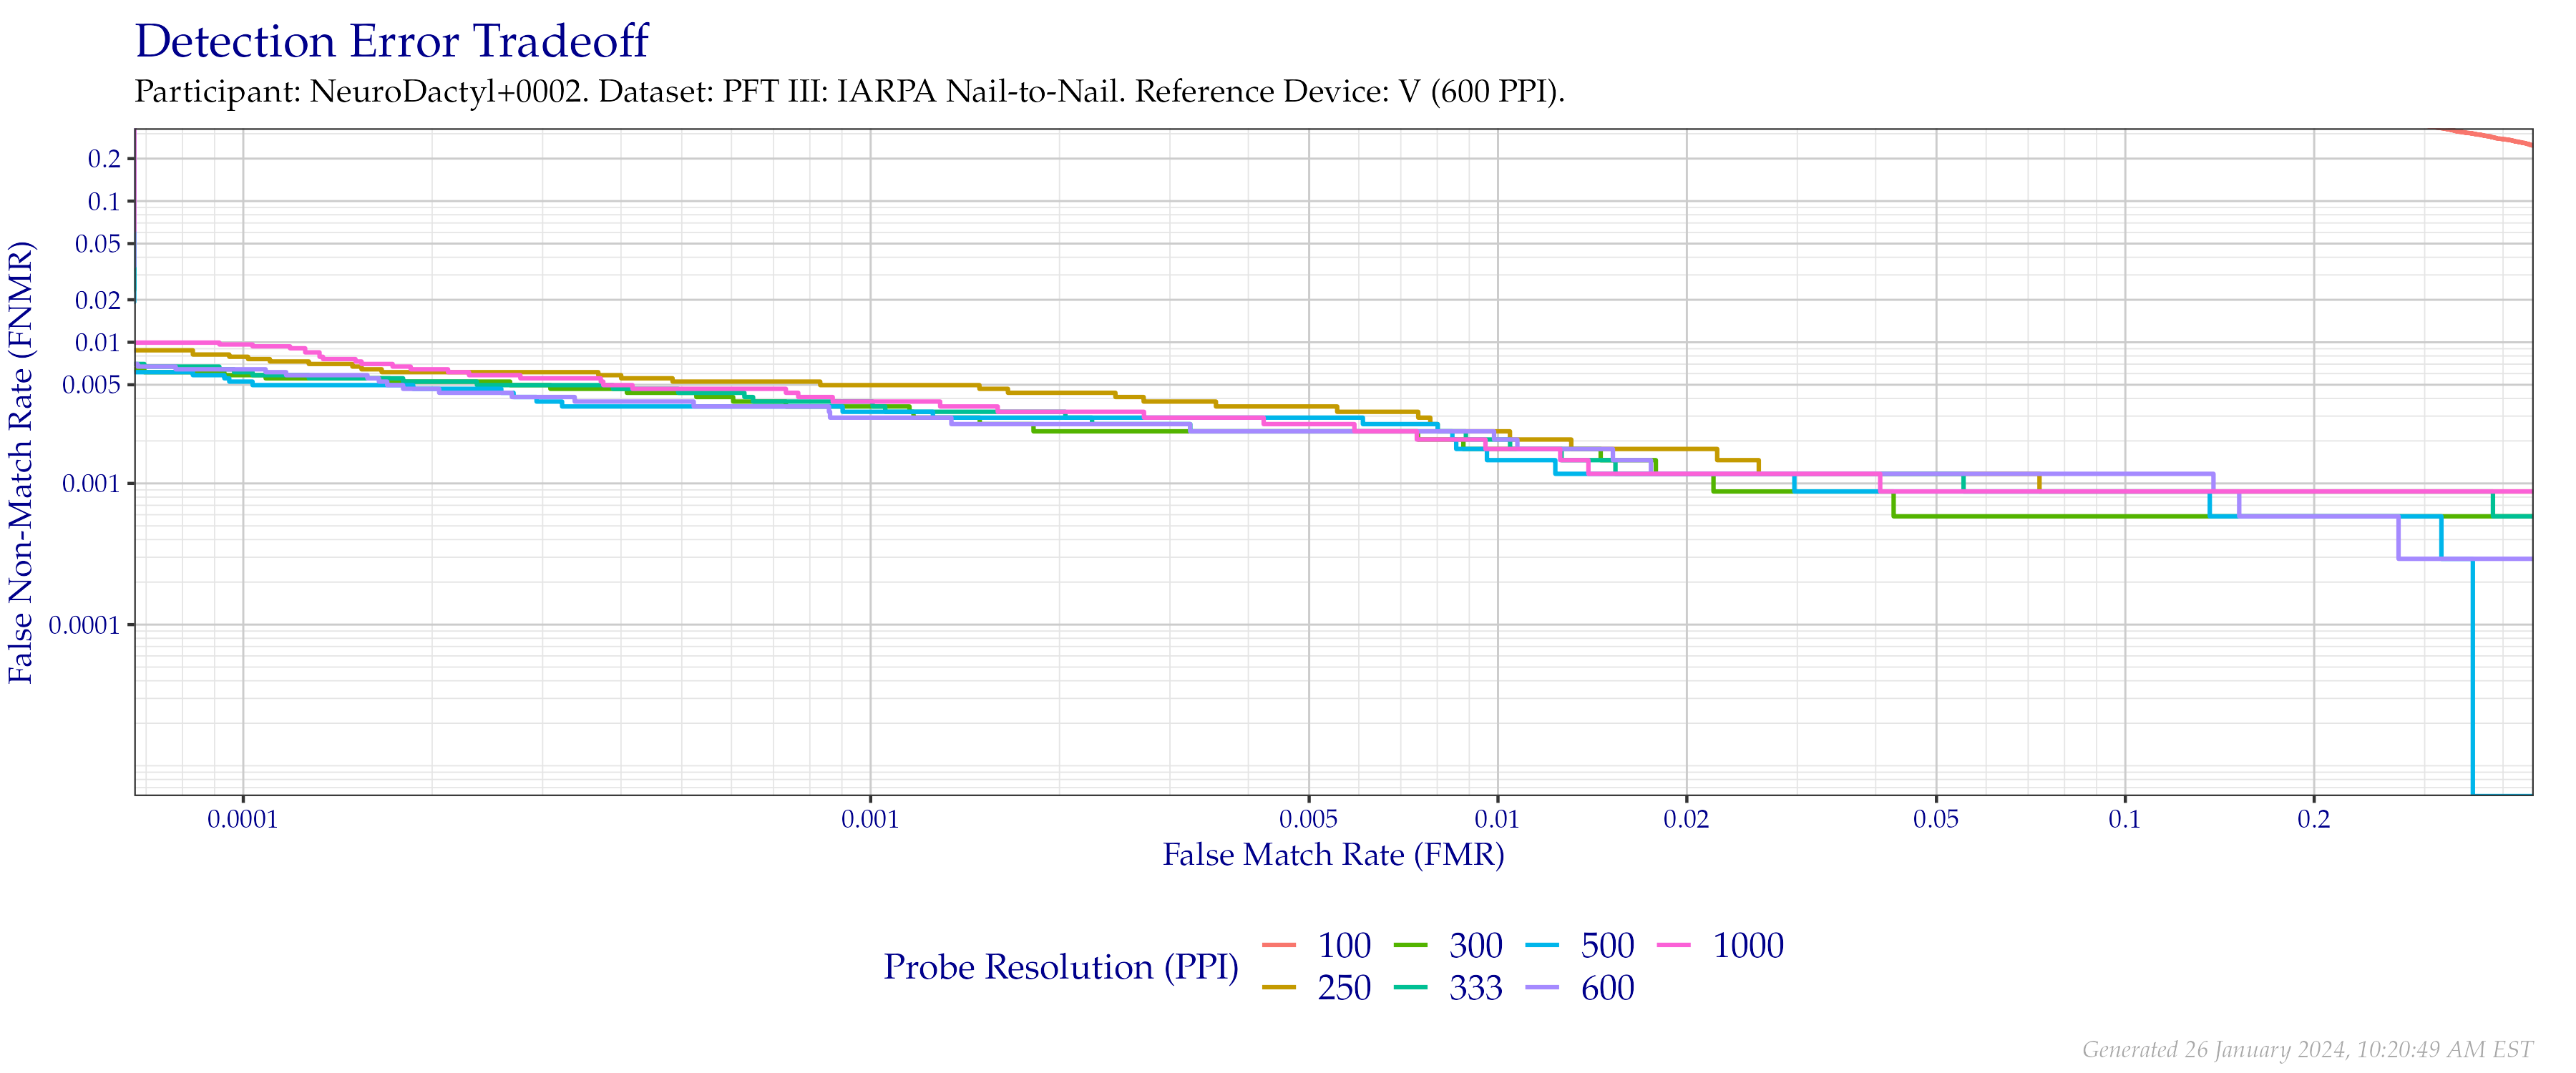 Detection Error Tradeoff
Participant: NeuroDactyl+0002. Dataset: PFT III: IARPA Nail-to-Nail. Reference Device: V (600 PPI).
False Non-Match Rate (FNMR)
0.2
0.1
0.05
0.02
0.01
0.005
0.001
0.0001
0.0001 0.001 0.005 0.01 0.02 0.05 0.1 0.2
False Match Rate (FMR)
Probe Resolution (PPI)
100 300 500 1000
250 333 600
Generated 26 January 2024, 10:20:49 AM EST